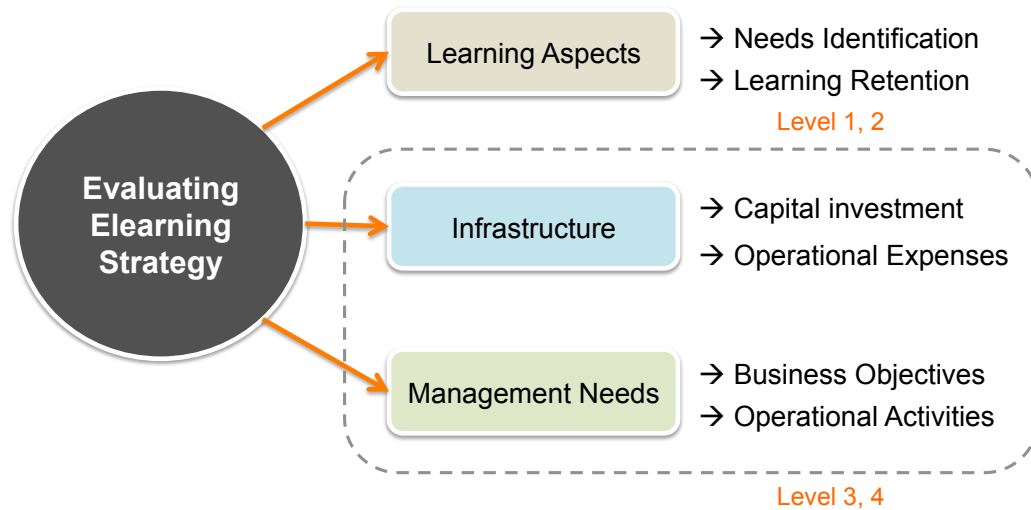 Evaluating
Elearning
Strategy
Learning Aspects
→ Needs Identification
→ Learning Retention
Level 1, 2
Infrastructure
→ Capital investment
→ Operational Expenses
Management Needs
→ Business Objectives
→ Operational Activities
Level 3, 4